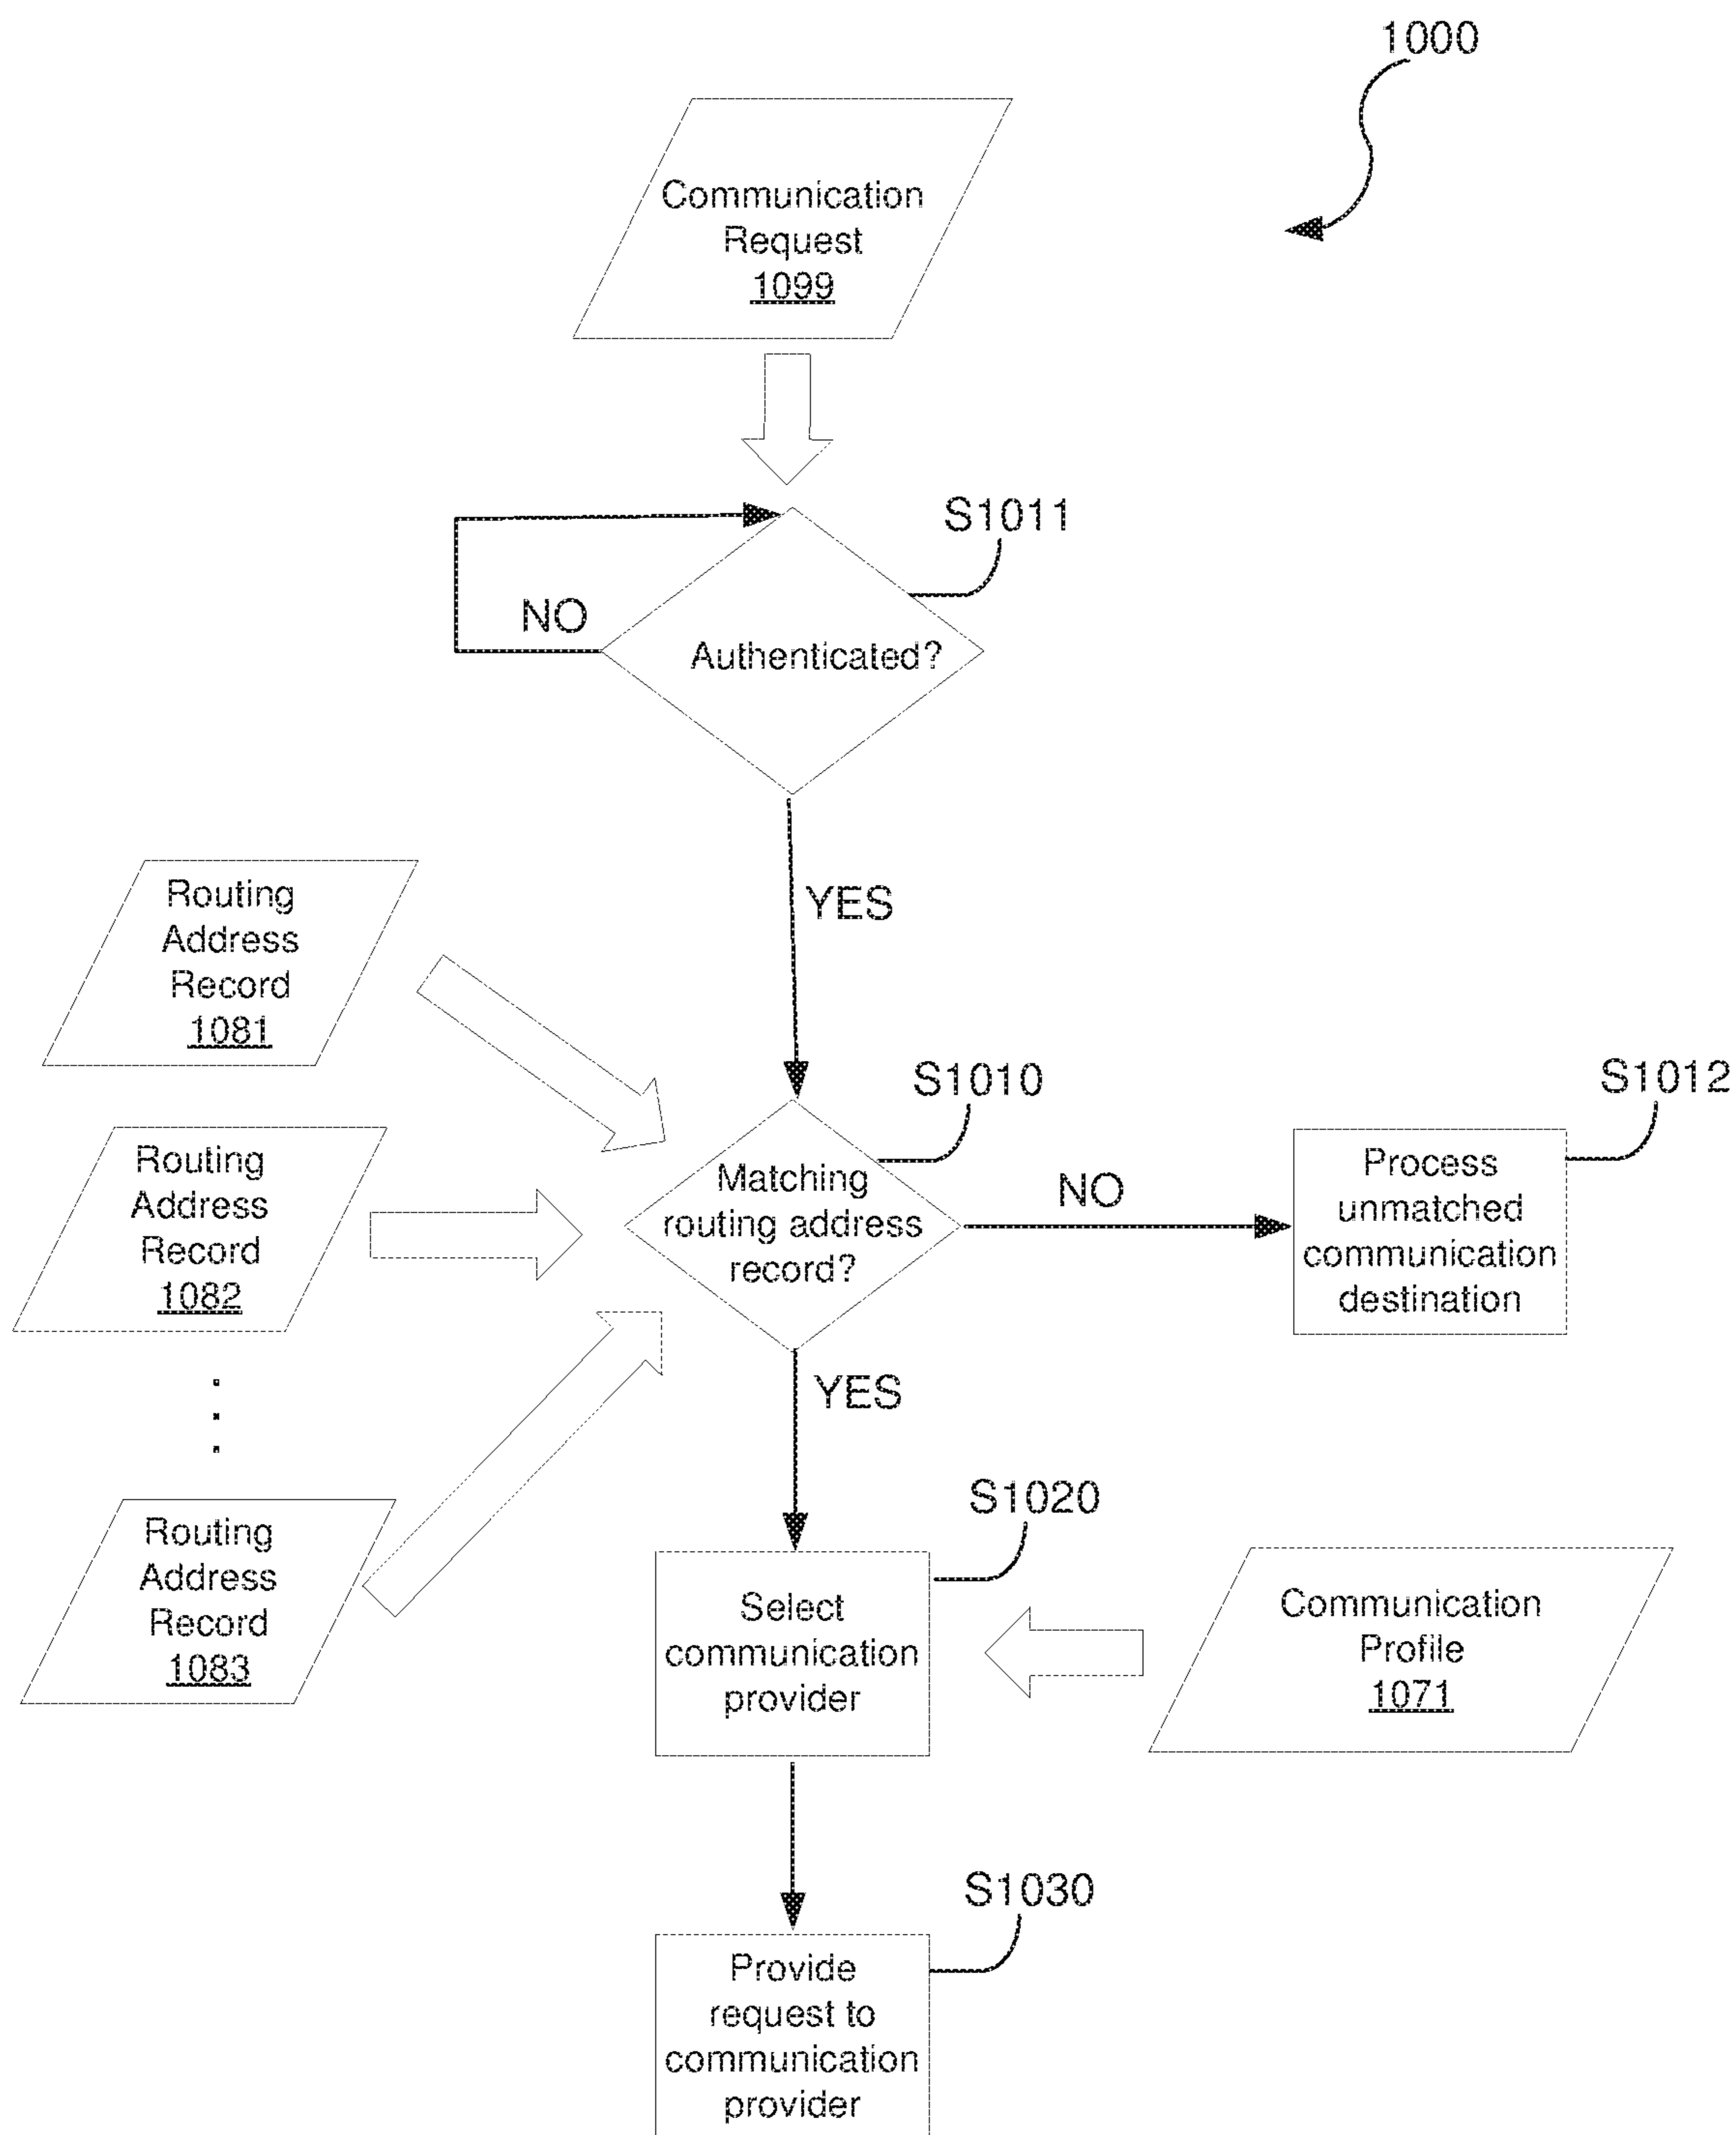 1000
Communication
Request
1099
S1011
NO
Authenticated?
YES
Routing
Address
Record
1081
S1010
S1012
Routing
Address
Record
1082
Matching
routing address
record?
NO
Process
unmatched
communication
destination
YES
S1020
Routing
Address
Record
1083
Select
communication
provider
Communication
Profile
1071
S1030
Provide
request to
communication
provider